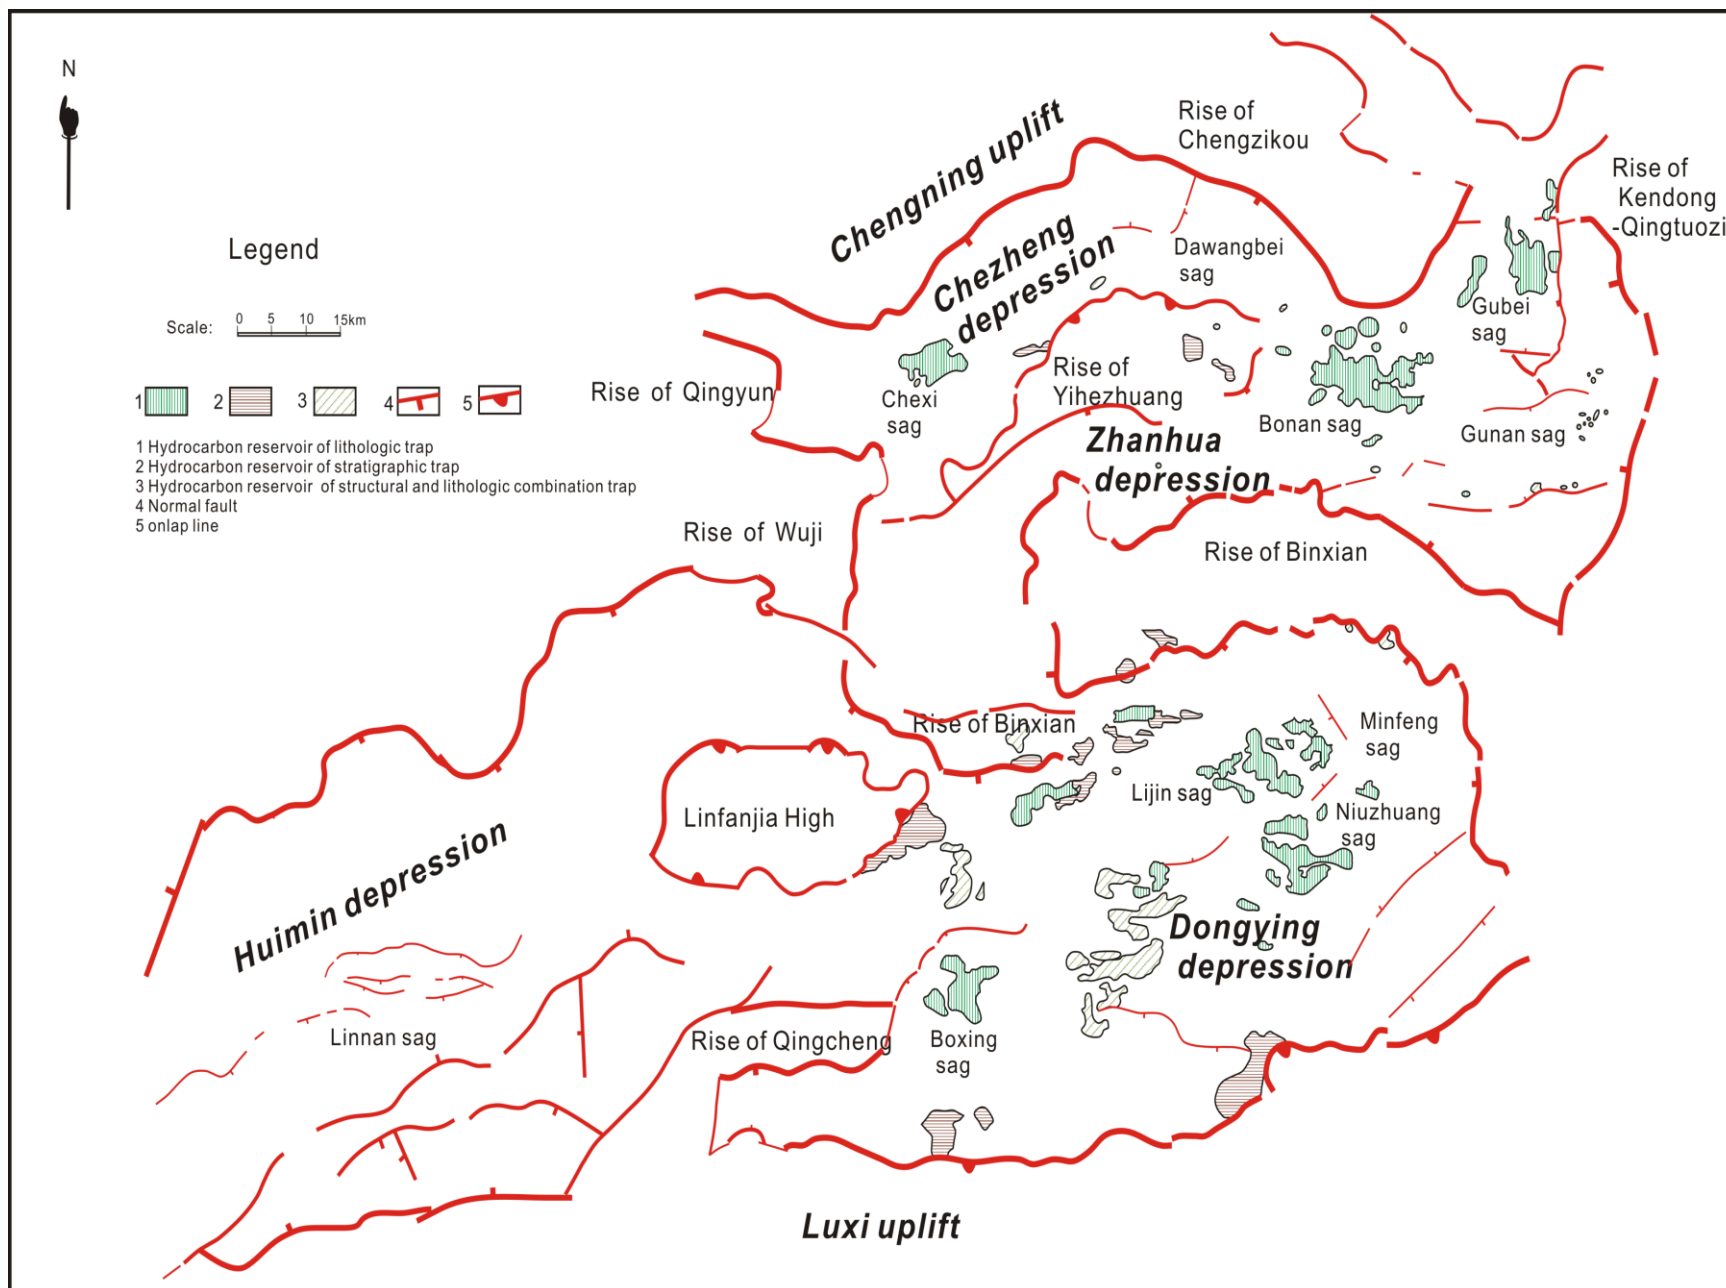 N
Legend
Scale:
0 5 10 15km
1 2 3 4 5
1 Hydrocarbon reservoir of lithologic trap
2 Hydrocarbon reservoir of stratigraphic trap
3 Hydrocarbon reservoir of structural and lithologic combination trap
4 Normal fault
5 onlap line
Chengning uplift
Rise of
Chengzikou
Rise of
Kendong
-Qingtuozi
Chezheng
depression
Dawangbei
sag
Gubei
sag
Rise of Qingyun
Chexi
sag
Rise of
Yihezhuang
Bonan sag
Gunan sag
Zhanhua
depression
Rise of Wuji
Rise of Binxian
Rise of Binxian
Minfeng
sag
Linfanjia High
Lijin sag
Niuzhuang
sag
Huimin depression
Dongying
depression
Linnan sag
Rise of Qingcheng
Boxing
sag
Luxi uplift